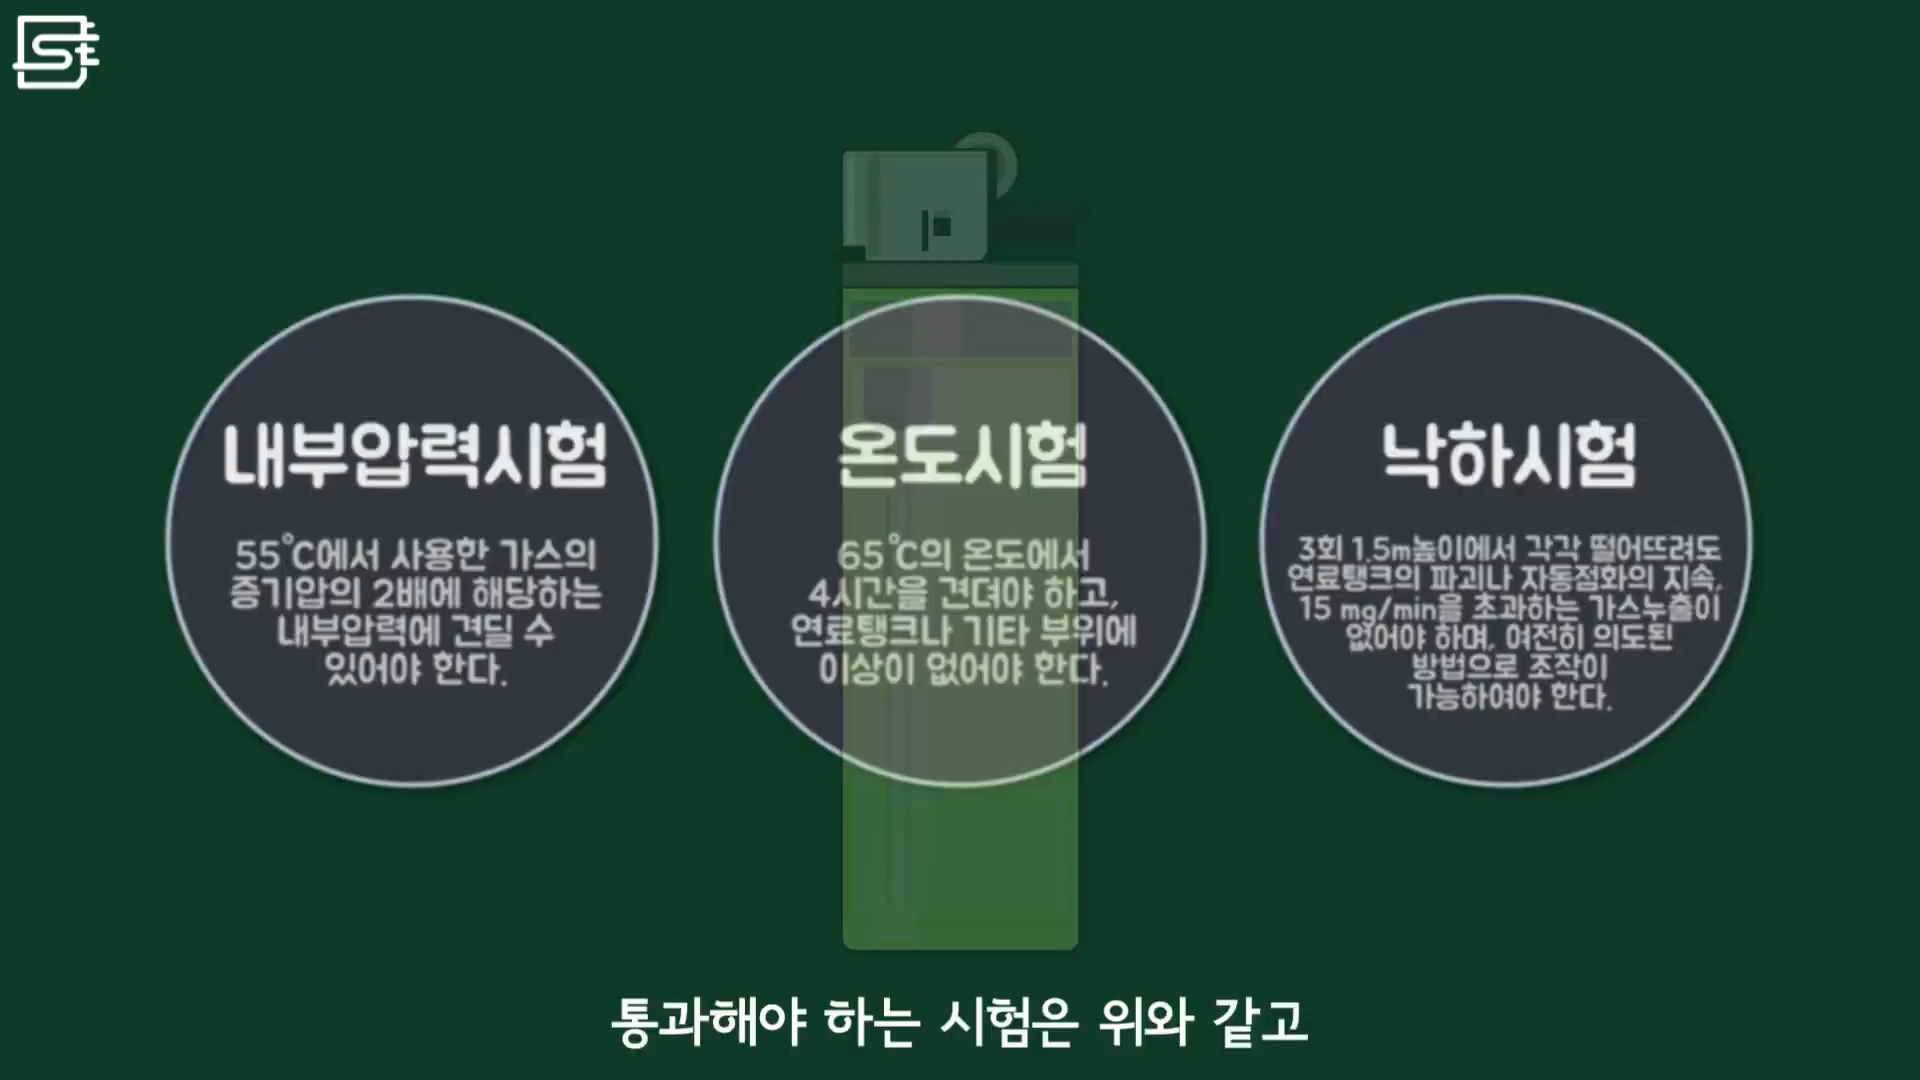 내부압력시험
55℃에서 사용한 가스의
증기압의 2배에 해당하는
내부압력에 견딜 수
있어야 한다.
온도시험
65℃의 온도에서
4시간을 견뎌야 하고,
연료탱크나 기타 부위에
이상이 없어야 한다.
낙하시험
3회 1.5m높이에서 각각 떨어뜨려도
연료탱크의 파괴나 자동점화의 지속,
15 mg/min을 초과하는 가스누출이
없어야 하며, 여전히 의도된
방법으로 조작이
가능하여야 한다.
통과해야 하는 시험은 위와 같고